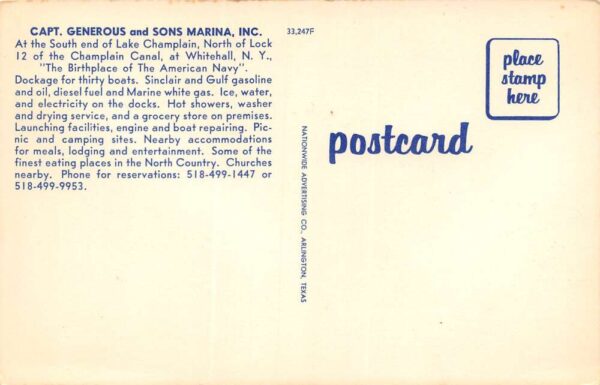 CAPT. GENEROUS and SONS MARINA, INC.
At the South end of Lake Champlain, North of Lock
12 of the Champlain Canal, at Whitehall, N. Y.,
"The Birthplace of The American Navy".
Dockage for thirty boats. Sinclair and Gulf gasoline
and oil, diesel fuel and Marine white gas. Ice, water,
and electricity on the docks. Hot showers, washer
and drying service, and a grocery store on premises.
Launching facilities, engine and boat repairing. Pic-
nic and camping sites. Nearby accommodations
for meals, lodging and entertainment. Some of the
finest eating places in the North Country. Churches
nearby. Phone for reservations: 518-499-1447 or
518-499-9953.
33,247F
NATIONWIDE ADVERTISING CO., ARLINGTON, TEXAS
place
stamp
here
postcard